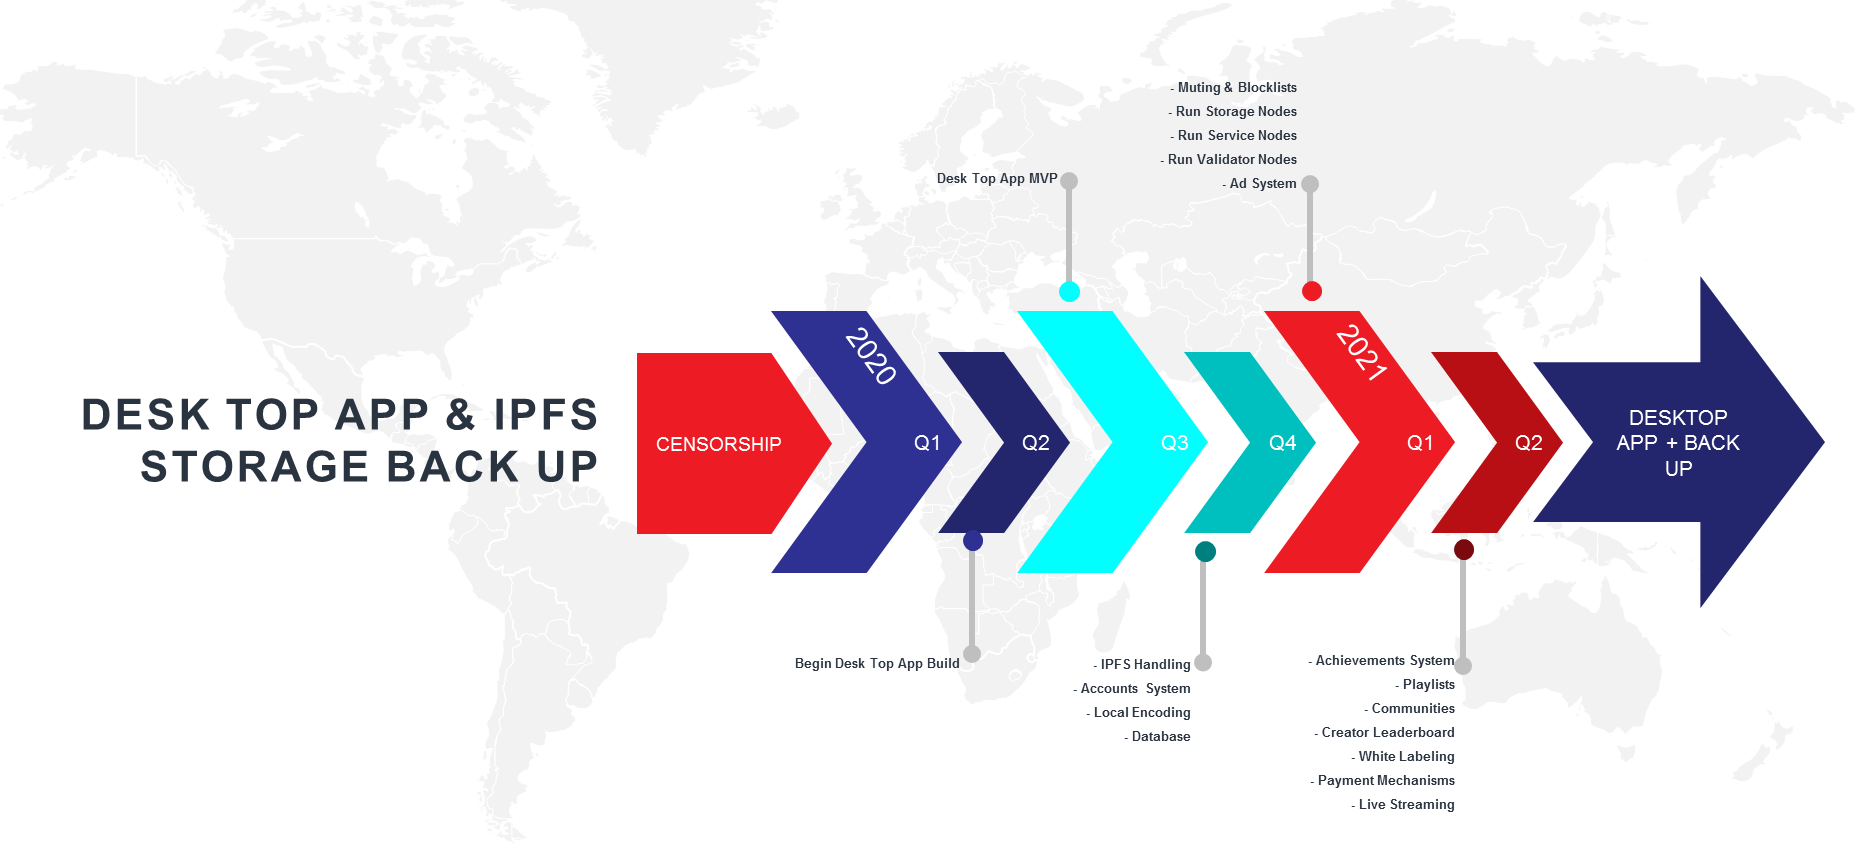 DESK TOP APP & IPFS
STORAGE BACK UP
CENSORSHIP
2020
Q1
Q2
Begin Desk Top App Build
Q3
Desk Top App MVP
Q4
- IPFS Handling
- Accounts System
- Local Encoding
- Database
2021
Q1
- Muting & Blocklists
- Run Storage Nodes
- Run Service Nodes
- Run Validator Nodes
- Ad System
Q2
- Achievements System
- Playlists
- Communities
- Creator Leaderboard
- White Labeling
- Payment Mechanisms
- Live Streaming
DESKTOP
APP + BACK
UP